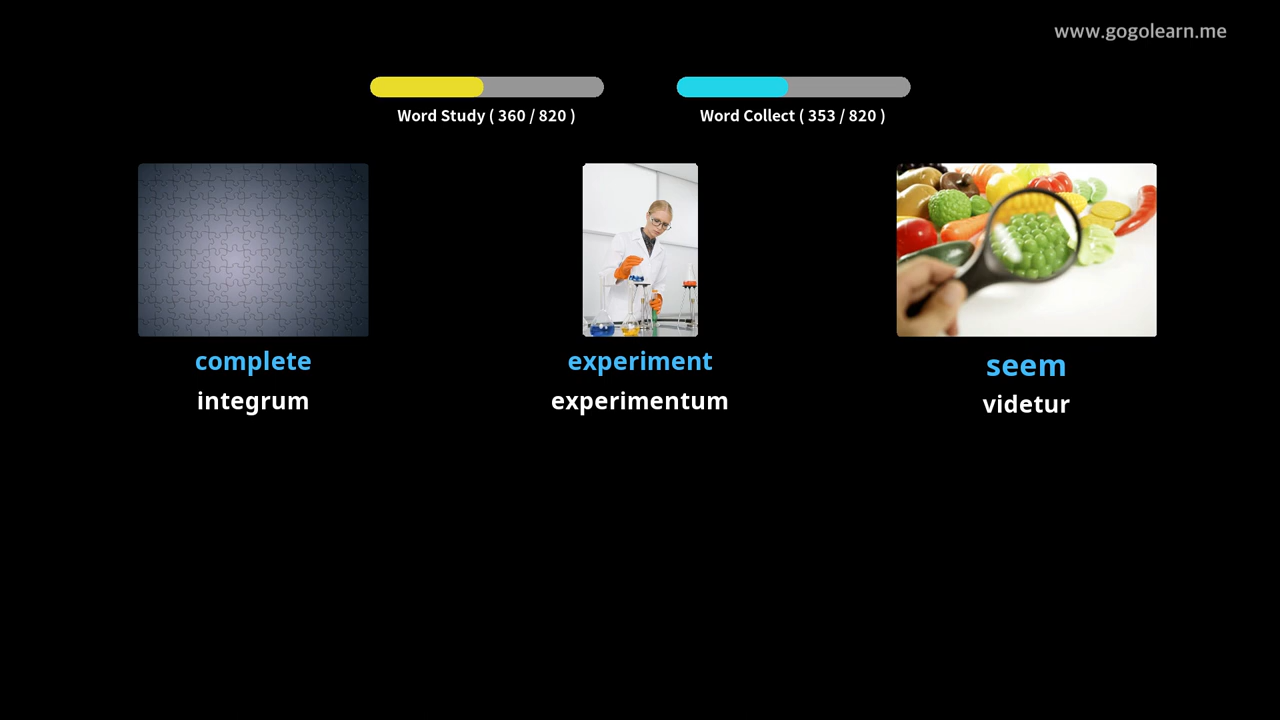 www.gogolearn.me
Word Study ( 360 / 820 )
Word Collect ( 353 / 820 )
complete
integrum
experiment
experimentum
seem
videtur